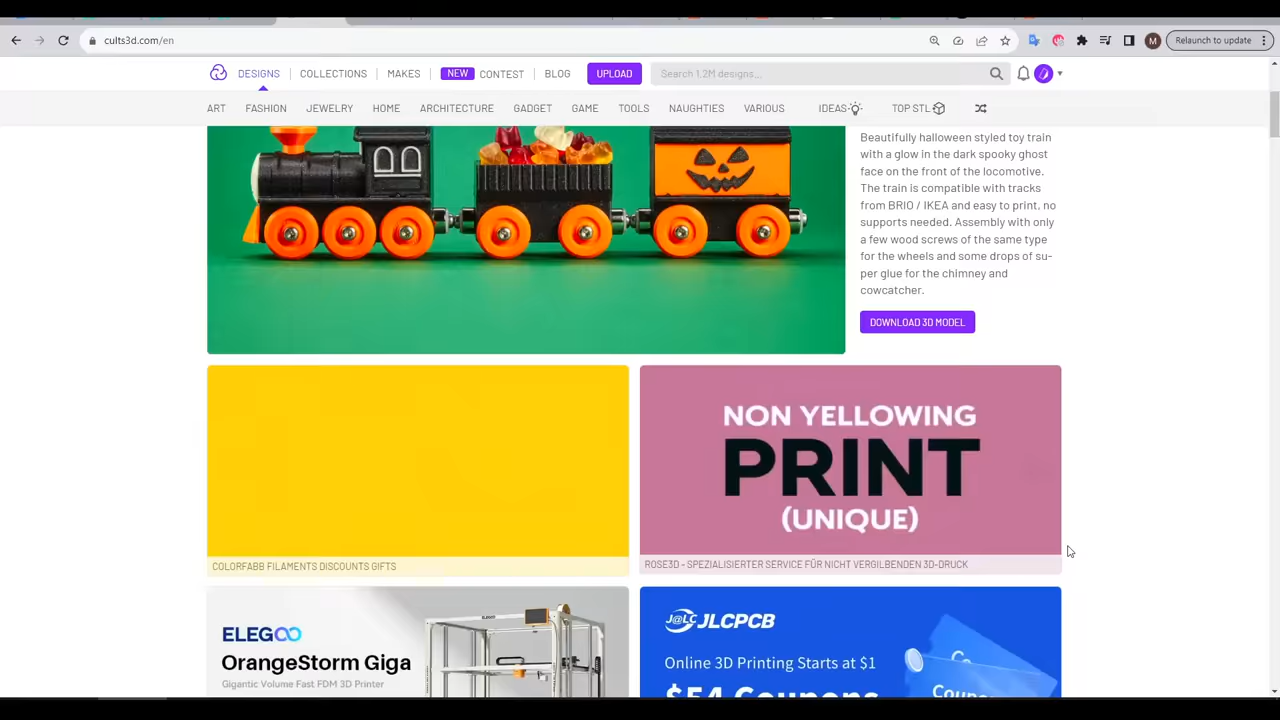 cults3d.com/en
M
Relaunch to update
DESIGNS
COLLECTIONS
MAKES
NEW
CONTEST
BLOG
UPLOAD
Search 1,2M designs...
ART
FASHION
JEWELRY
HOME
ARCHITECTURE
GADGET
GAME
TOOLS
NAUGHTIES
VARIOUS
IDEAS
TOP STL
Beautifully halloween styled toy train
with a glow in the dark spooky ghost
face on the front of the locomotive.
The train is compatible with tracks
from BRIO / IKEA and easy to print, no
supports needed. Assembly with only
a few wood screws of the same type
for the wheels and some drops of su-
per glue for the chimney and
cowcatcher.
DOWNLOAD 3D MODEL
COLORFABB FILAMENTS DISCOUNTS GIFTS
NON YELLOWING
PRINT
(UNIQUE)
ROSE3D - SPEZIALISIERTER SERVICE FÜR NICHT VERGILBENDEN 3D-DRUCK
ELEGOO
OrangeStorm Giga
Gigantic Volume Fast FDM 3D Printer
J@LC JLCPCB
Online 3D Printing Starts at $1
$54 Coupons